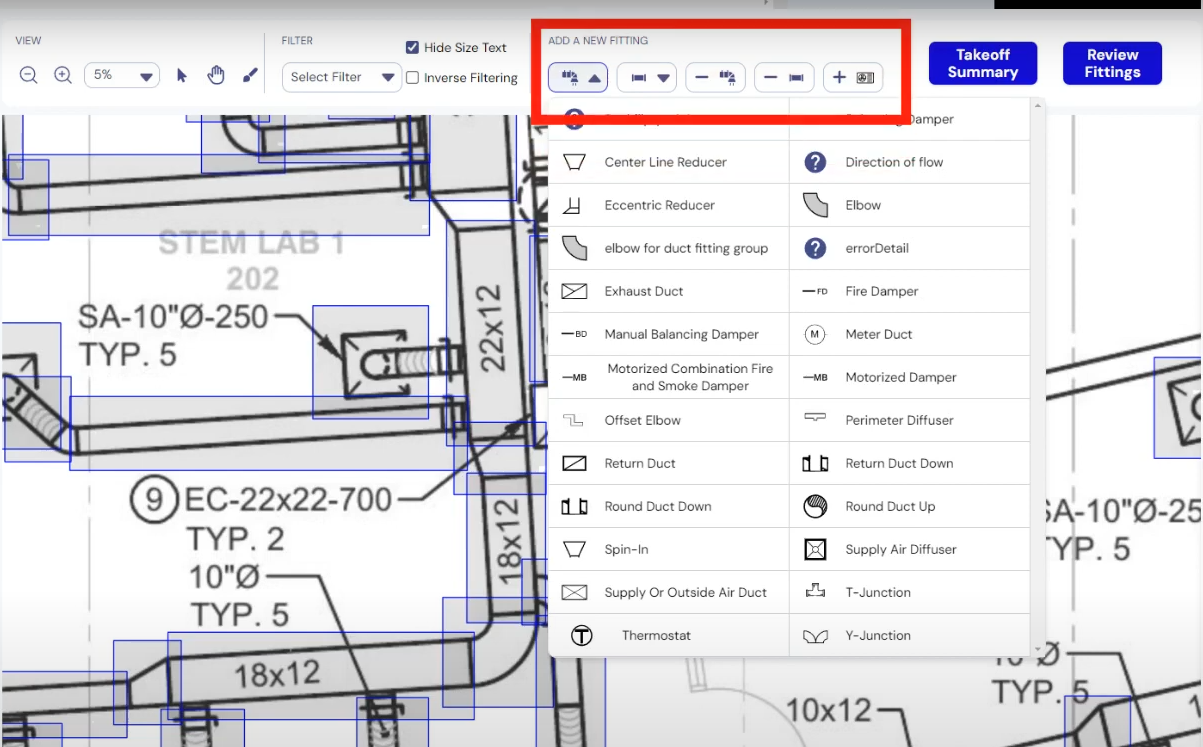 VIEW
5%
FILTER
Select Filter
Hide Size Text
Inverse Filtering
ADD A NEW FITTING
Takeoff
Summary
Review
Fittings
Damper
Center Line Reducer
Direction of flow
Eccentric Reducer
Elbow
elbow for duct fitting group
errorDetail
Exhaust Duct
FD
Fire Damper
BD
Manual Balancing Damper
M
Meter Duct
MB
Motorized Combination Fire
and Smoke Damper
MB
Motorized Damper
Offset Elbow
Perimeter Diffuser
Return Duct
Return Duct Down
Round Duct Down
Round Duct Up
Spin-In
Supply Air Diffuser
Supply Or Outside Air Duct
T-Junction
T
Thermostat
Y-Junction
STEM LAB 1
202
SA-10"Ø-250
TYP. 5
22x12
9
EC-22x22-700
TYP. 2
10"Ø
TYP. 5
18x12
18x12
SA-10"Ø-25
TYP. 5
TYP. 5
10x12